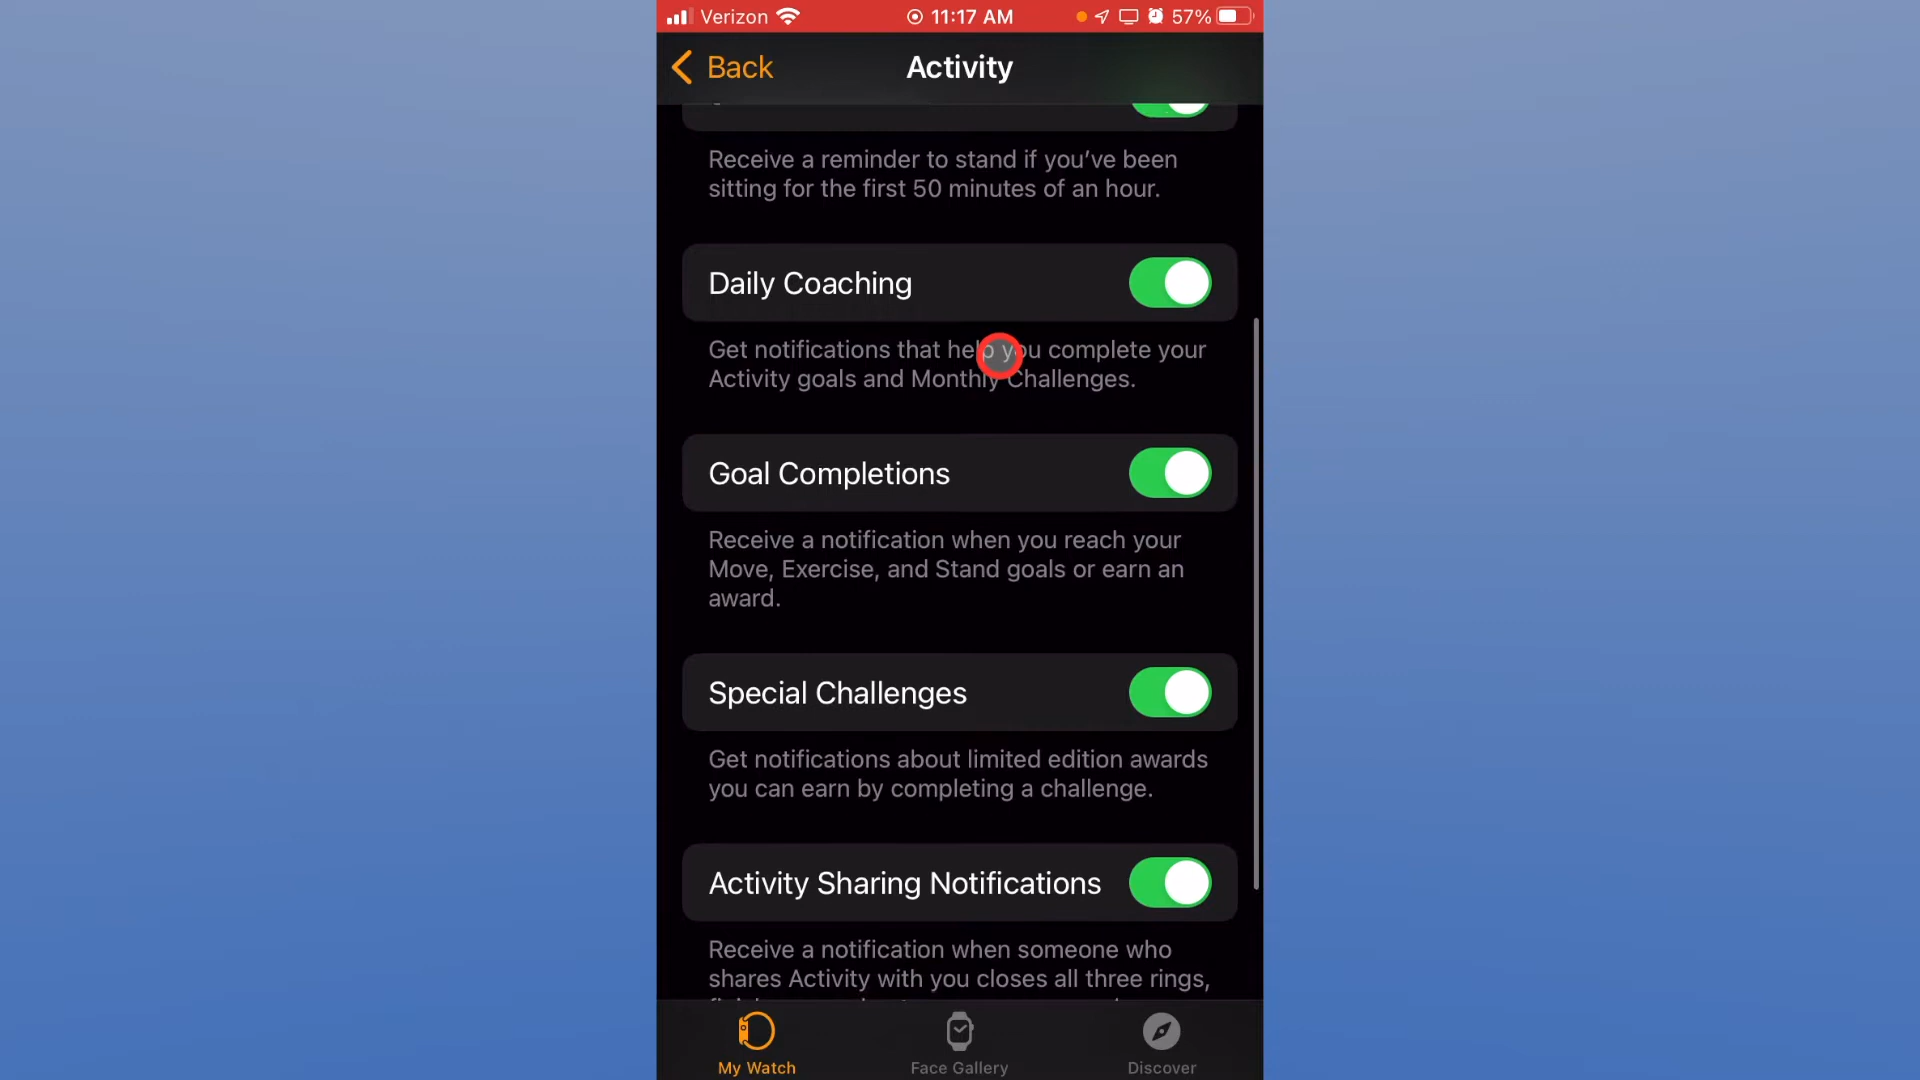 Verizon 11:17 AM 57%
Back Activity
Receive a reminder to stand if you’ve been
sitting for the first 50 minutes of an hour.
Daily Coaching
Get notifications that help you complete your
Activity goals and Monthly Challenges.
Goal Completions
Receive a notification when you reach your
Move, Exercise, and Stand goals or earn an
award.
Special Challenges
Get notifications about limited edition awards
you can earn by completing a challenge.
Activity Sharing Notifications
Receive a notification when someone who
shares Activity with you closes all three rings,
My Watch Face Gallery Discover